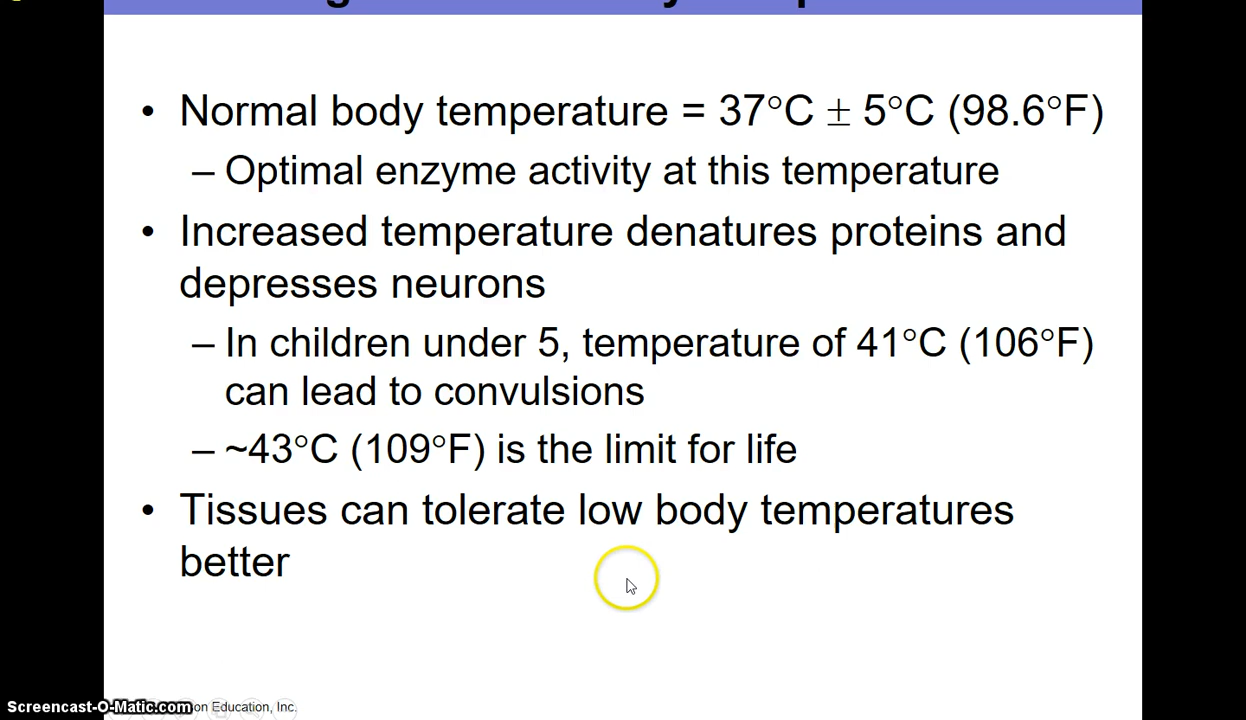 • Normal body temperature = 37°C ± 5°C (98.6°F)
– Optimal enzyme activity at this temperature
• Increased temperature denatures proteins and
depresses neurons
– In children under 5, temperature of 41°C (106°F)
can lead to convulsions
– ~43°C (109°F) is the limit for life
• Tissues can tolerate low body temperatures
better
Screencast-O-Matic.com on Education, Inc.